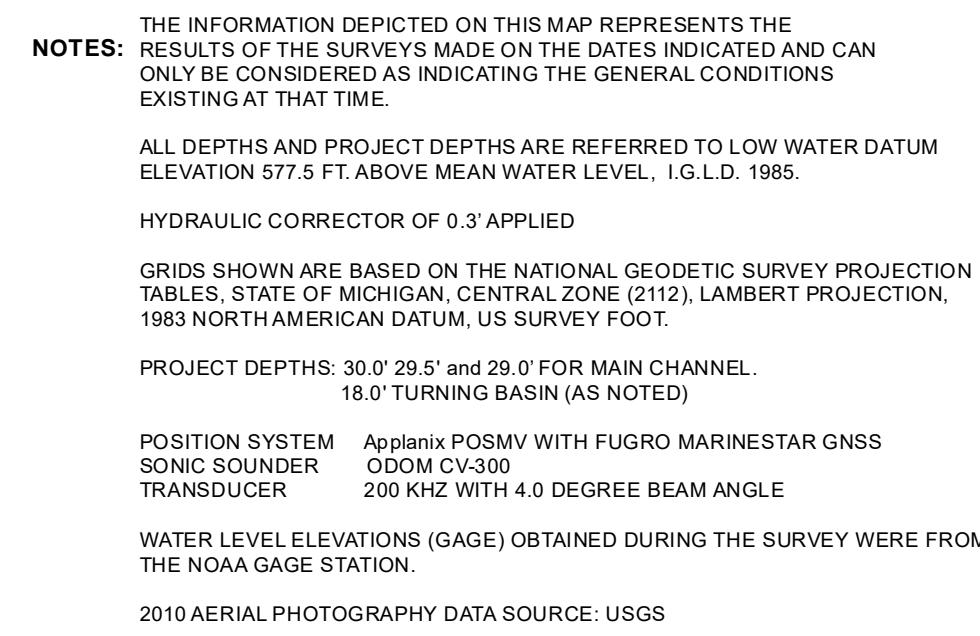 THE INFORMATION DEPICTED ON THIS MAP REPRESENTS THE
NOTES: RESULTS OF THE SURVEYS MADE ON THE DATES INDICATED AND CAN
ONLY BE CONSIDERED AS INDICATING THE GENERAL CONDITIONS
EXISTING AT THAT TIME.
ALL DEPTHS AND PROJECT DEPTHS ARE REFERRED TO LOW WATER DATUM
ELEVATION 577.5 FT. ABOVE MEAN WATER LEVEL, I.G.L.D. 1985.
HYDRAULIC CORRECTOR OF 0.3’ APPLIED
GRIDS SHOWN ARE BASED ON THE NATIONAL GEODETIC SURVEY PROJECTION
TABLES, STATE OF MICHIGAN, CENTRAL ZONE (2112), LAMBERT PROJECTION,
1983 NORTH AMERICAN DATUM, US SURVEY FOOT.
PROJECT DEPTHS: 30.0' 29.5' and 29.0’ FOR MAIN CHANNEL.
18.0' TURNING BASIN (AS NOTED)
POSITION SYSTEM Applanix POSMV WITH FUGRO MARINESTAR GNSS
SONIC SOUNDER ODOM CV-300
TRANSDUCER 200 KHZ WITH 4.0 DEGREE BEAM ANGLE
WATER LEVEL ELEVATIONS (GAGE) OBTAINED DURING THE SURVEY WERE FROM
THE NOAA GAGE STATION.
2010 AERIAL PHOTOGRAPHY DATA SOURCE: USGS